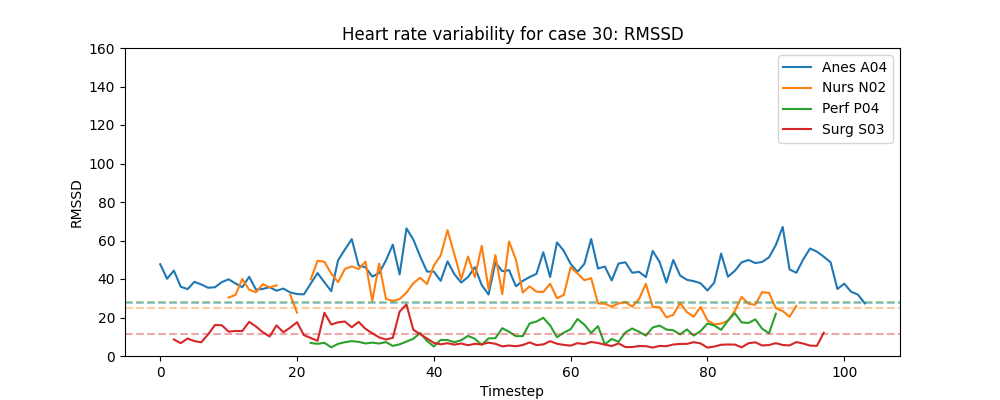 Heart rate variability for case 30: RMSSD
160
140
120
100
80
60
40
20
0
RMSSD
Anes A04
Nurs N02
Perf P04
Surg S03
0
20
40
60
80
100
Timestep